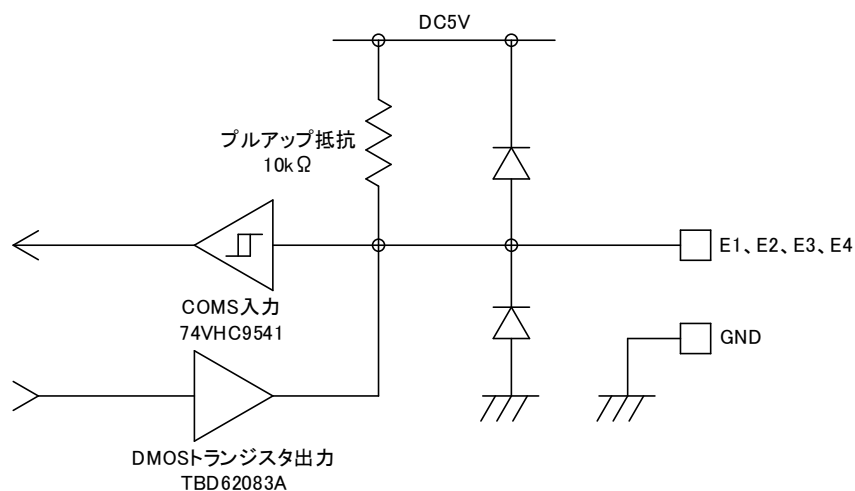 DC5V
プルアップ抵抗
10kΩ
E1、E2、E3、E4
COMS入力
74VHC9541
GND
DMOSトランジスタ出力
TBD62083A